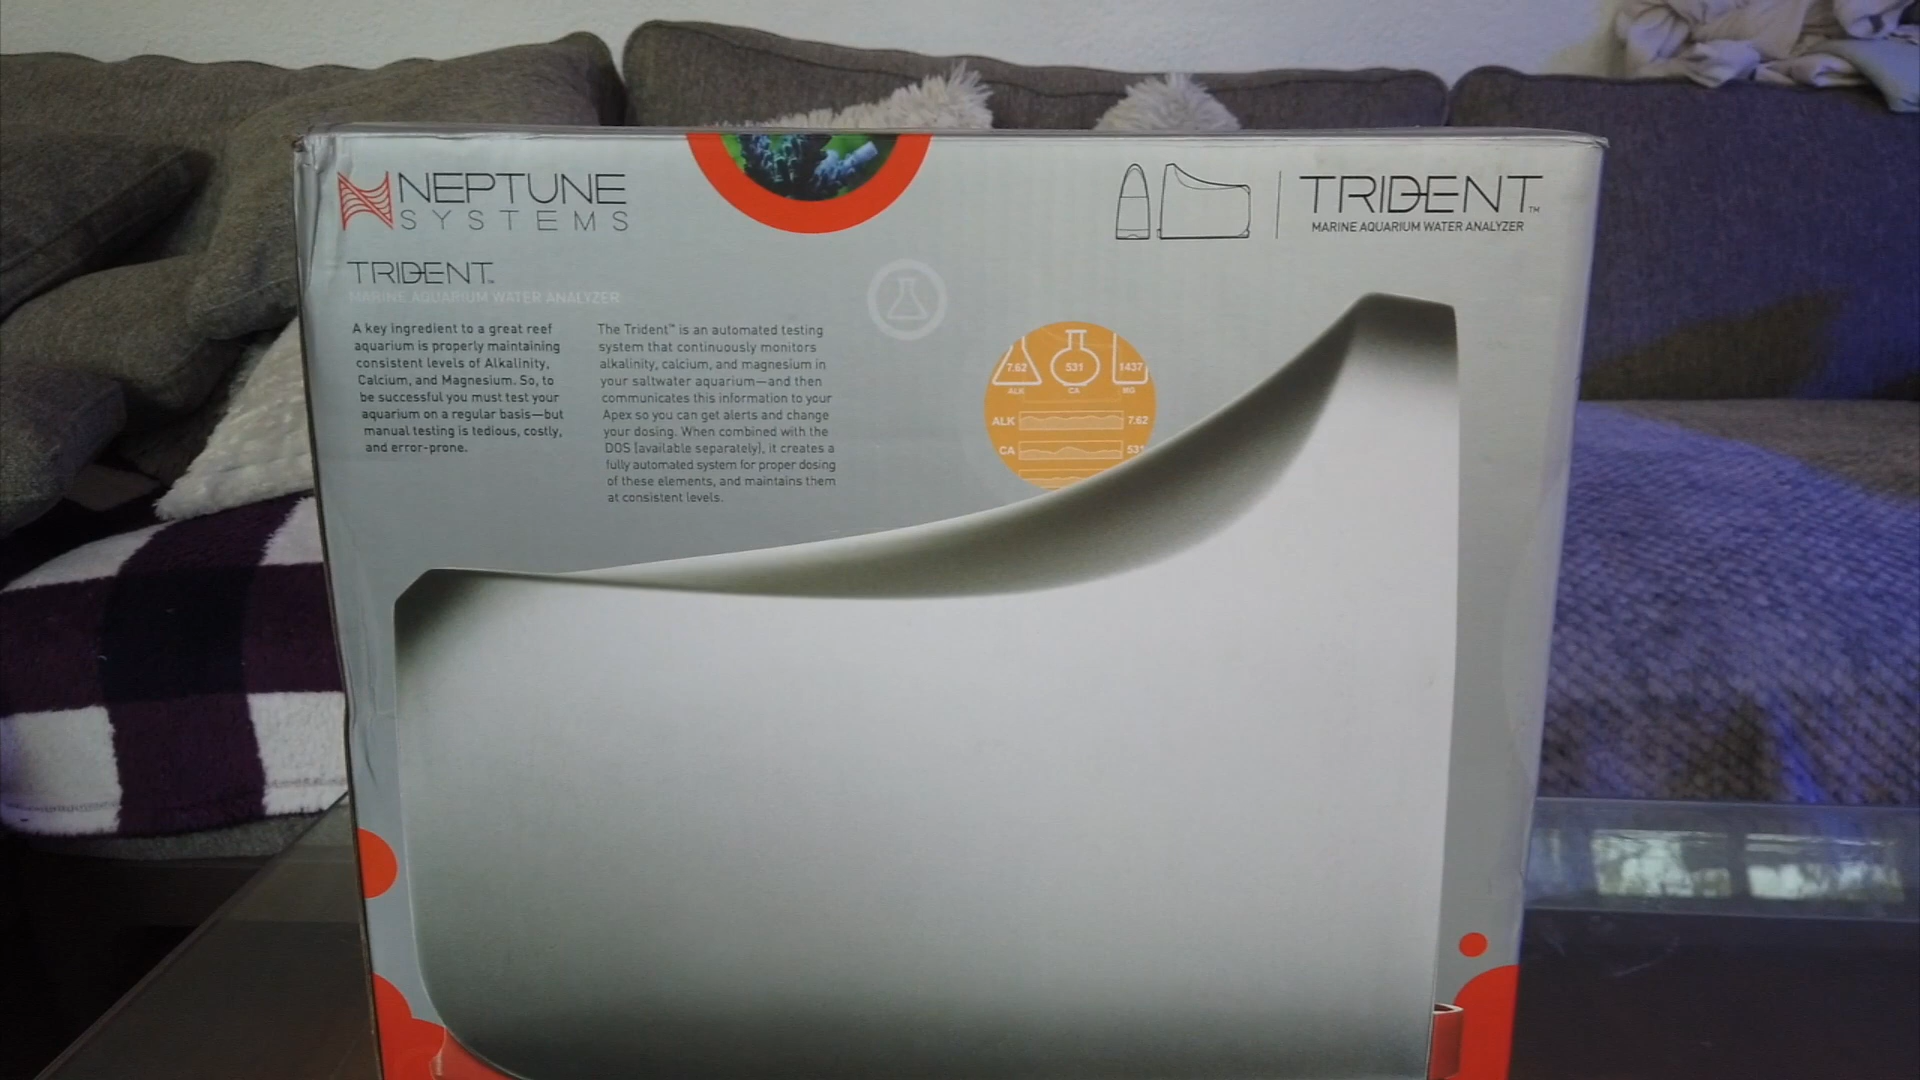 NEPTUNE
SYSTEMS
TRIDENT™
MARINE AQUARIUM WATER ANALYZER
TRIDENT™
MARINE AQUARIUM WATER ANALYZER
A key ingredient to a great reef
aquarium is properly maintaining
consistent levels of Alkalinity,
Calcium, and Magnesium. So, to
be successful you must test your
aquarium on a regular basis—but
manual testing is tedious, costly,
and error-prone.
The Trident™ is an automated testing
system that continuously monitors
alkalinity, calcium, and magnesium in
your saltwater aquarium—and then
communicates this information to your
Apex so you can get alerts and change
your dosing. When combined with the
DOS (available separately), it creates a
fully automated system for proper dosing
of these elements, and maintains them
at consistent levels.
7.62 531 1437
ALK CA MG
ALK 7.62
CA 531